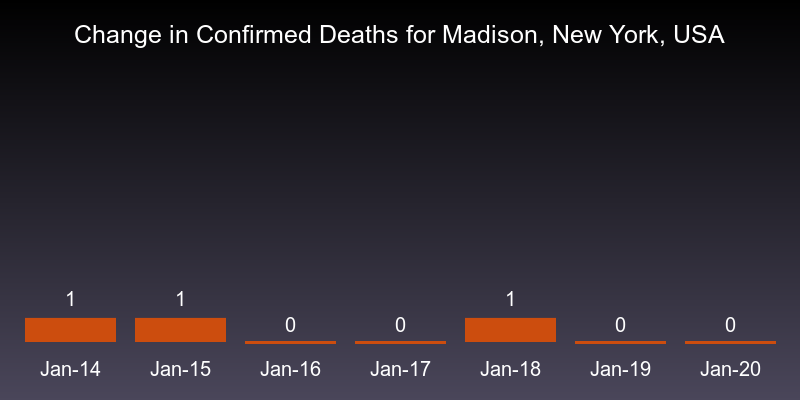 Change in Confirmed Deaths for Madison, New York, USA
1 1 0 0 1 0 0
Jan-14 Jan-15 Jan-16 Jan-17 Jan-18 Jan-19 Jan-20